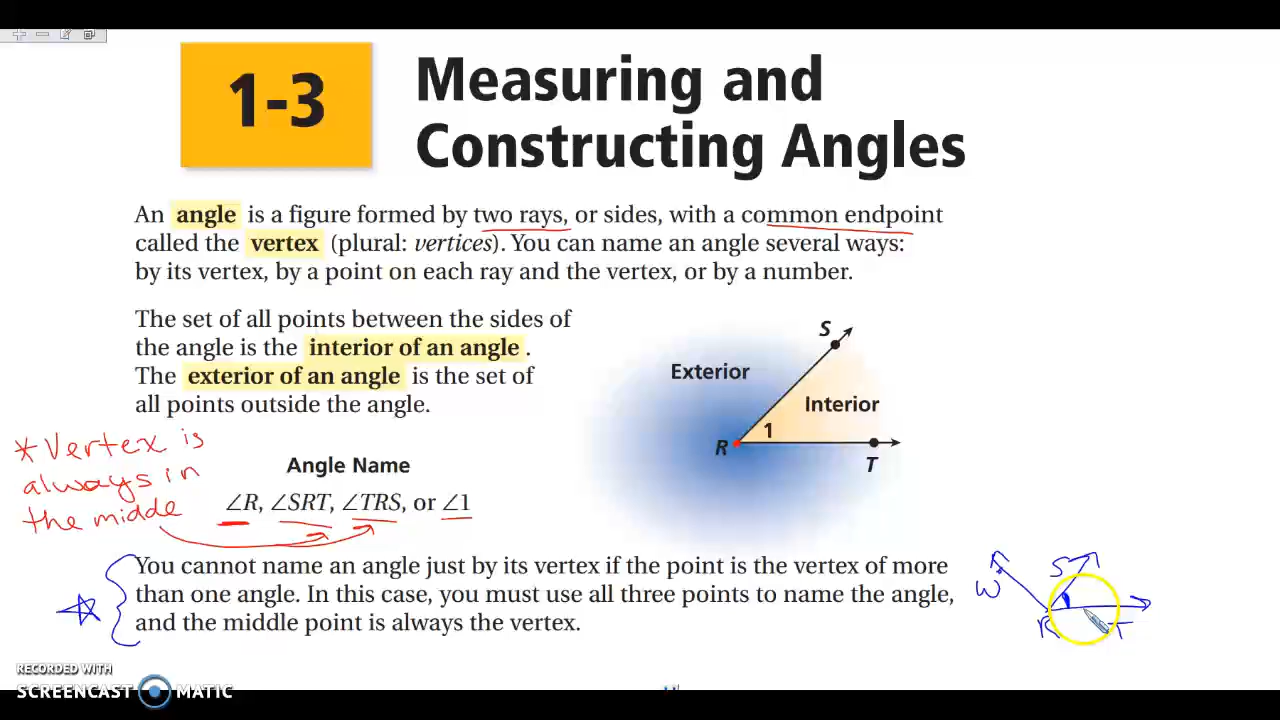 1-3
Measuring and
Constructing Angles
An angle is a figure formed by two rays, or sides, with a common endpoint
called the vertex (plural: vertices). You can name an angle several ways:
by its vertex, by a point on each ray and the vertex, or by a number.
The set of all points between the sides of
the angle is the interior of an angle .
The exterior of an angle is the set of
all points outside the angle.
S
Exterior
Interior
1
R
T
* Vertex is
always in
the midde
Angle Name
∠R, ∠SRT, ∠TRS, or ∠1
You cannot name an angle just by its vertex if the point is the vertex of more
than one angle. In this case, you must use all three points to name the angle,
and the middle point is always the vertex.
W
S
R
T
RECORDED WITH
SCREENCAST MATIC